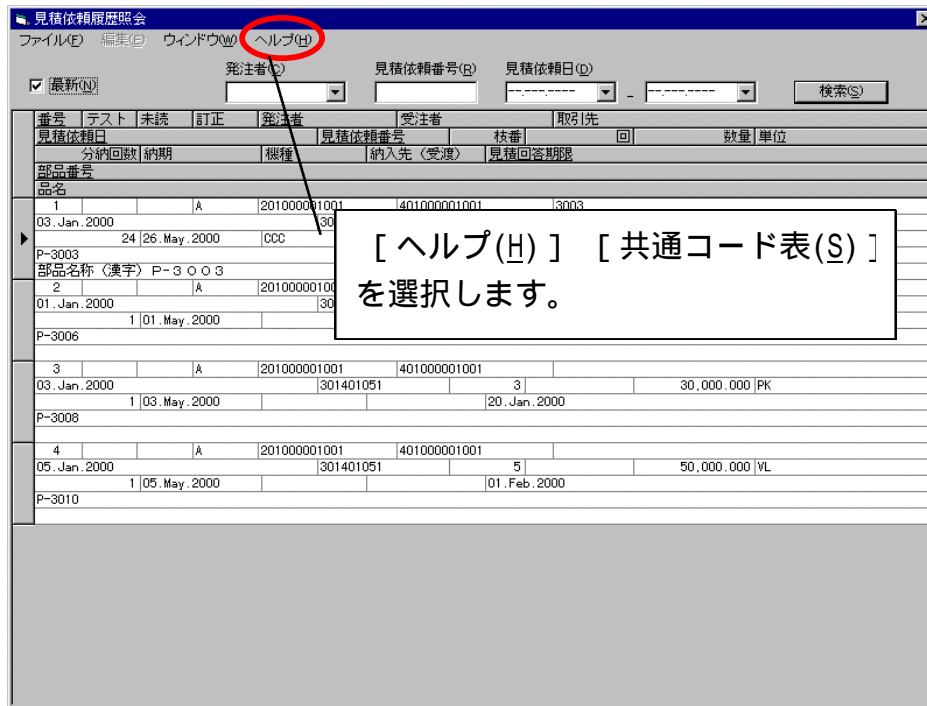 見積依頼履歴照会
ファイル(F) 編集(E) ウィンドウ(W) ヘルプ(H)
発注者(C) 見積依頼番号(R) 見積依頼日(D)
最新(N) --.---.---- - --.---.---- 検索(S)
番号 テスト 未読 訂正 発注者 受注者 取引先
見積依頼日 見積依頼番号 枝番 回 数量 単位
分納回数 納期 機種 納入先（受渡） 見積回答期限
部品番号
品名
1 A 201000001001 401000001001 3003
03.Jan.2000 30
24 26.May.2000 CCC
P-3003
部品名称（漢字）Ｐ－３００３
2 A 2010000010
01.Jan.2000 30
1 01.May.2000
P-3006
[ヘルプ(H)] [共通コード表(S)]
を選択します。
3 A 201000001001 401000001001
03.Jan.2000 301401051 3 30,000.000 PK
1 03.May.2000 20.Jan.2000
P-3008
4 A 201000001001 401000001001
05.Jan.2000 301401051 5 50,000.000 VL
1 05.May.2000 01.Feb.2000
P-3010